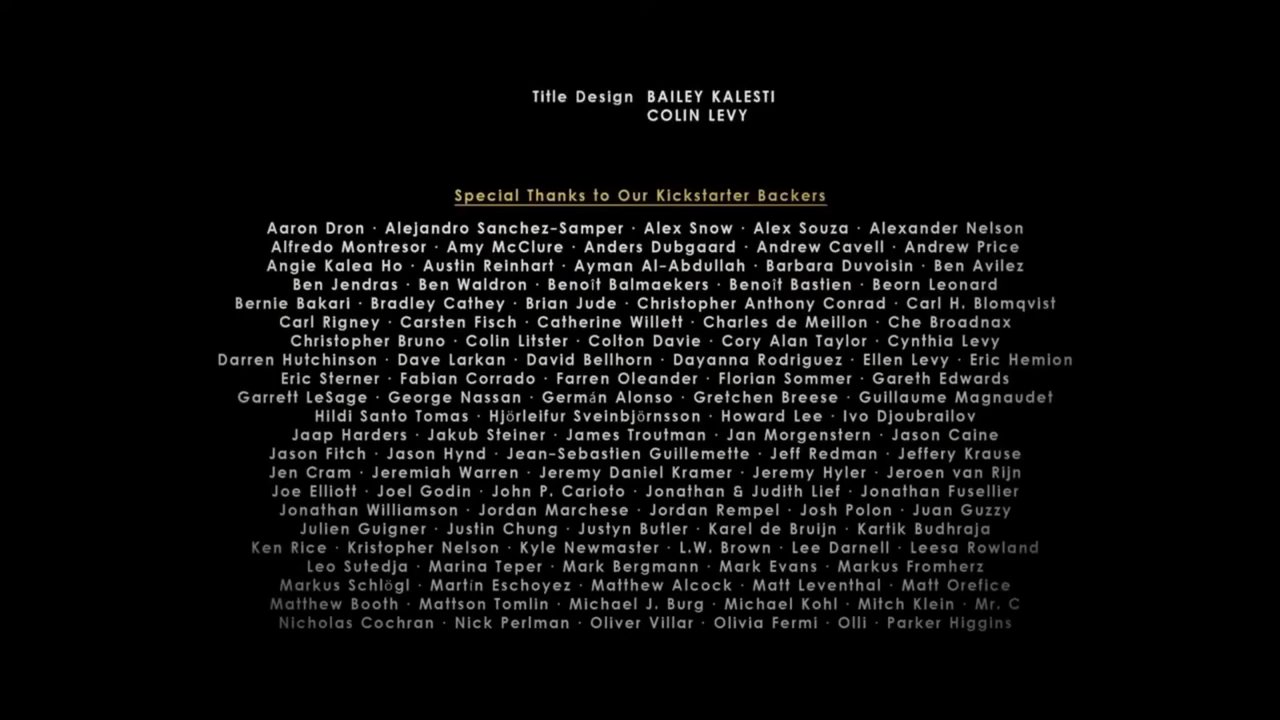 Title Design BAILEY KALESTI
COLIN LEVY
Special Thanks to Our Kickstarter Backers
Aaron Dron · Alejandro Sanchez-Samper · Alex Snow · Alex Souza · Alexander Nelson
Alfredo Montresor · Amy McClure · Anders Dubgaard · Andrew Cavell · Andrew Price
Angie Kalea Ho · Austin Reinhart · Ayman Al-Abdullah · Barbara Duvoisin · Ben Avilez
Ben Jendras · Ben Waldron · Benoît Balmaekers · Benoît Bastien · Beorn Leonard
Bernie Bakari · Bradley Cathey · Brian Jude · Christopher Anthony Conrad · Carl H. Blomqvist
Carl Rigney · Carsten Fisch · Catherine Willett · Charles de Meillon · Che Broadnax
Christopher Bruno · Colin Litster · Colton Davie · Cory Alan Taylor · Cynthia Levy
Darren Hutchinson · Dave Larkan · David Bellhorn · Dayanna Rodriguez · Ellen Levy · Eric Hemion
Eric Sterner · Fabian Corrado · Farren Oleander · Florian Sommer · Gareth Edwards
Garrett LeSage · George Nassan · Germán Alonso · Gretchen Breese · Guillaume Magnaudet
Hildi Santo Tomas · Hjörleifur Sveinbjörnsson · Howard Lee · Ivo Djoubrailov
Jaap Harders · Jakub Steiner · James Troutman · Jan Morgenstern · Jason Caine
Jason Fitch · Jason Hynd · Jean-Sebastien Guillemette · Jeff Redman · Jeffery Krause
Jen Cram · Jeremiah Warren · Jeremy Daniel Kramer · Jeremy Hyler · Jeroen van Rijn
Joe Elliott · Joel Godin · John P. Carioto · Jonathan & Judith Lief · Jonathan Fusellier
Jonathan Williamson · Jordan Marchese · Jordan Rempel · Josh Polon · Juan Guzzy
Julien Guigner · Justin Chung · Justyn Butler · Karel de Bruijn · Kartik Budhraja
Ken Rice · Kristopher Nelson · Kyle Newmaster · L.W. Brown · Lee Darnell · Leesa Rowland
Leo Sutedja · Marina Teper · Mark Bergmann · Mark Evans · Markus Fromherz
Markus Schlögl · Martín Eschoyez · Matthew Alcock · Matt Leventhal · Matt Orefice
Matthew Booth · Mattson Tomlin · Michael J. Burg · Michael Kohl · Mitch Klein · Mr. C
Nicholas Cochran · Nick Perlman · Oliver Villar · Olivia Fermi · Olli · Parker Higgins